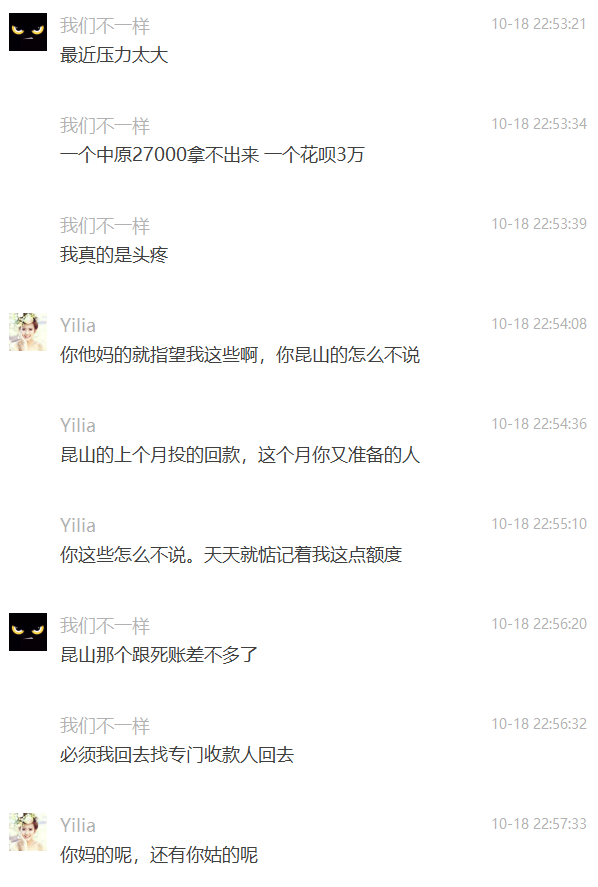 我们不一样 10-18 22:53:21
最近压力太大
我们不一样 10-18 22:53:34
一个中原27000拿不出来 一个花呗3万
我们不一样 10-18 22:53:39
我真的是头疼
Yilia 10-18 22:54:08
你他妈的就指望我这些啊，你昆山的怎么不说
Yilia 10-18 22:54:36
昆山的上个月投的回款，这个月你又准备的人
Yilia 10-18 22:55:10
你这些怎么不说。天天就惦记着我这点额度
我们不一样 10-18 22:56:20
昆山那个跟死账差不多了
我们不一样 10-18 22:56:32
必须我回去找专门收款人回去
Yilia 10-18 22:57:33
你妈的呢，还有你姑的呢